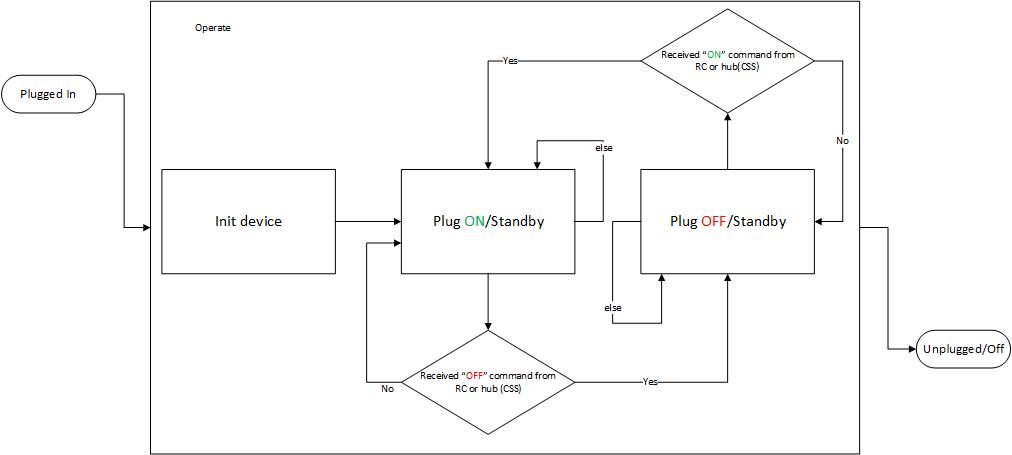 Operate
Received “ON” command from
RC or hub(CSS)
Yes
Plugged In
No
else
Init device
Plug ON/Standby
Plug OFF/Standby
else
Unplugged/Off
Received “OFF” command from
RC or hub (CSS)
No
Yes